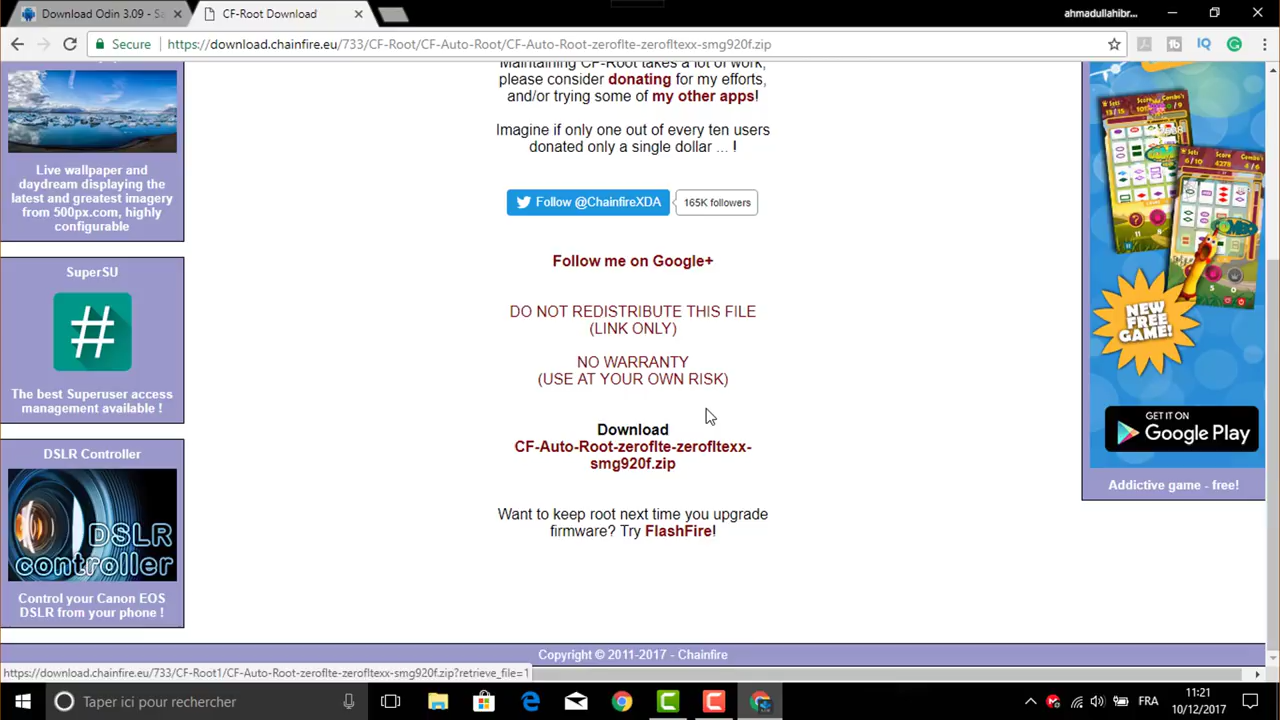 Download Odin 3.09 - Sa
CF-Root Download
ahmadullahibr...
Secure
https://download.chainfire.eu/733/CF-Root/CF-Auto-Root/CF-Auto-Root-zeroflte-zerofltexx-smg920f.zip
Live wallpaper and
daydream displaying the
latest and greatest imagery
from 500px.com, highly
configurable
SuperSU
#
The best Superuser access
management available !
DSLR Controller
DSLR
controller
Control your Canon EOS
DSLR from your phone !
Maintaining CF-Root takes a lot of work,
please consider donating for my efforts,
and/or trying some of my other apps!
Imagine if only one out of every ten users
donated only a single dollar ... !
Follow @ChainfireXDA
165K followers
Follow me on Google+
DO NOT REDISTRIBUTE THIS FILE
(LINK ONLY)
NO WARRANTY
(USE AT YOUR OWN RISK)
Download
CF-Auto-Root-zeroflte-zerofltexx-
smg920f.zip
Want to keep root next time you upgrade
firmware? Try FlashFire!
NEW
FREE
GAME!
GET IT ON
Google Play
Addictive game - free!
Copyright © 2011-2017 - Chainfire
https://download.chainfire.eu/733/CF-Root1/CF-Auto-Root-zeroflte-zerofltexx-smg920f.zip?retrieve_file=1
Taper ici pour rechercher
FRA
11:21
10/12/2017